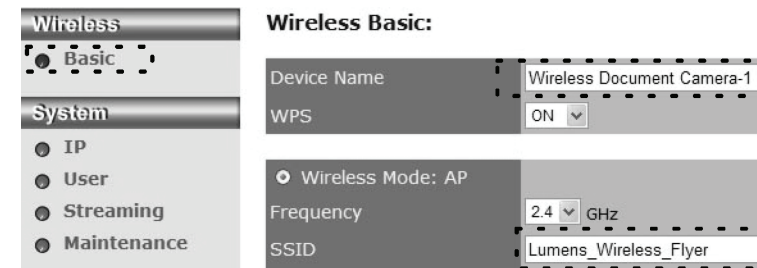 Wireless
Basic
System
IP
User
Streaming
Maintenance
Wireless Basic:
Device Name Wireless Document Camera-1
WPS ON
Wireless Mode: AP
Frequency 2.4 GHz
SSID Lumens_Wireless_Flyer